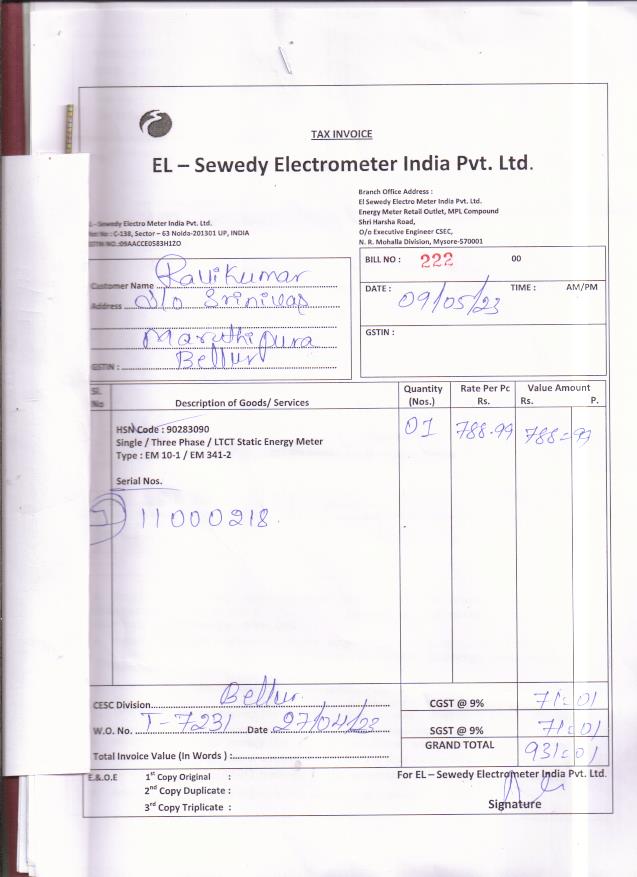 TAX INVOICE
EL – Sewedy Electrometer India Pvt. Ltd.
Branch Office Address :
El Sewedy Electro Meter India Pvt. Ltd.
Energy Meter Retail Outlet, MPL Compound
Shri Harsha Road,
O/o Executive Engineer CSEC,
N. R. Mohalla Division, Mysore-570001
– Sewedy Electro Meter India Pvt. Ltd.
: C-138, Sector – 63 Noida-201301 UP, INDIA
GSTIN NO.:09AACCE0583H1ZO
BILL NO : 222 00
DATE : 09/05/23 TIME : AM/PM
GSTIN :
Customer Name Ravikumar
Address S/o Srinivas
Maruthipura
Bellur
GSTIN :
Sl. No Description of Goods/ Services Quantity (Nos.) Rate Per Pc Rs. Value Amount Rs. P.
HSN Code : 90283090 01 788.99 788=99
Single / Three Phase / LTCT Static Energy Meter
Type : EM 10-1 / EM 341-2
Serial Nos.
1) 11000218.
CESC Division Bellur CGST @ 9% 71=01
W.O. No. T-7231 Date 27/04/23 SGST @ 9% 71=01
Total Invoice Value (In Words ) : GRAND TOTAL 931=01
E.&.O.E 1st Copy Original : For EL – Sewedy Electrometer India Pvt. Ltd.
2nd Copy Duplicate :
3rd Copy Triplicate : Signature